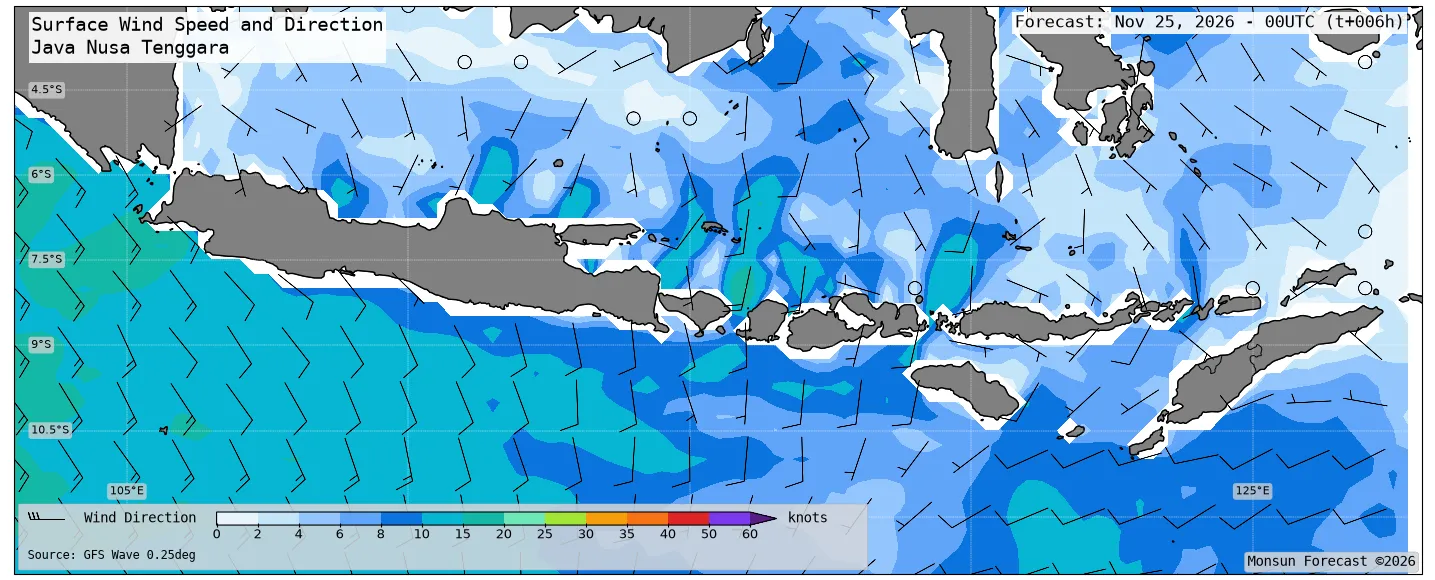 Surface Wind Speed and Direction
Java Nusa Tenggara
Forecast: Nov 25, 2026 - 00UTC (t+006h)
4.5°S
6°S
7.5°S
9°S
10.5°S
105°E
125°E
Wind Direction
0 2 4 6 8 10 15 20 25 30 35 40 50 60
knots
Source: GFS Wave 0.25deg
Monsun Forecast ©2026